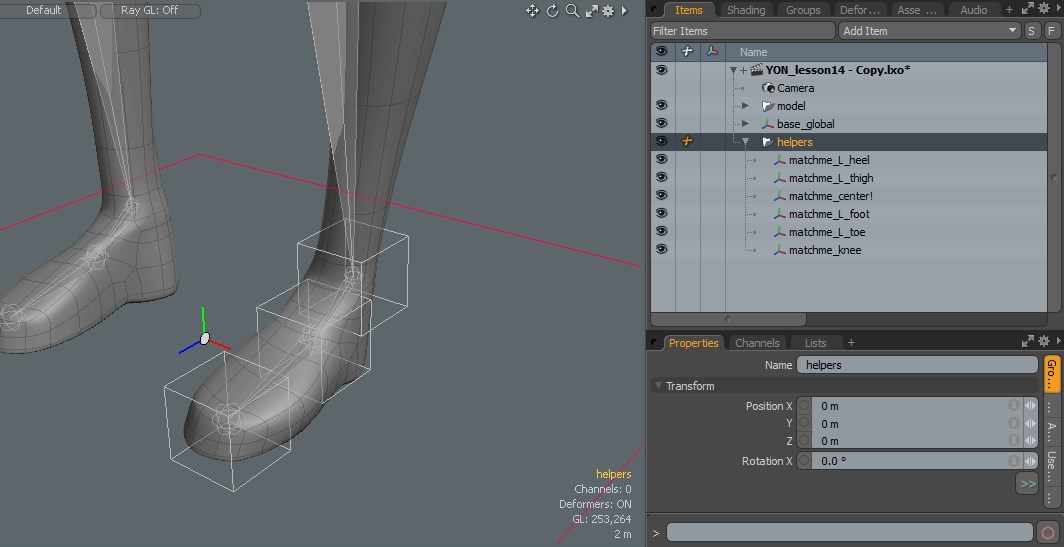 Default Ray GL: Off
Items Shading Groups Defor... Asse ... Audio +
Filter Items Add Item S F
Name
YON_lesson14 - Copy.lxo*
Camera
model
base_global
helpers
matchme_L_heel
matchme_L_thigh
matchme_center!
matchme_L_foot
matchme_L_toe
matchme_knee
Properties Channels Lists +
Name helpers
Transform
Position X 0 m
Y 0 m
Z 0 m
Rotation X 0.0 °
>>
Gro...
...
A...
Use...
...
helpers
Channels: 0
Deformers: ON
GL: 253,264
2 m
>